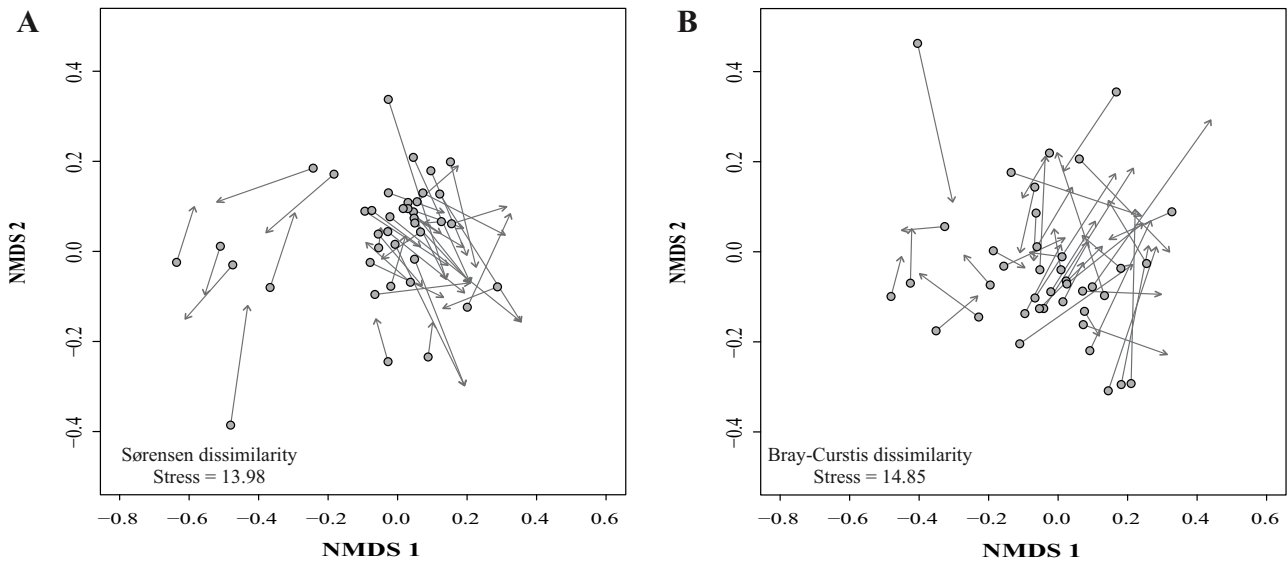 A
NMDS 2
0.4
0.2
0.0
−0.2
−0.4
Sørensen dissimilarity
Stress = 13.98
−0.8 −0.6 −0.4 −0.2 0.0 0.2 0.4 0.6
NMDS 1
B
NMDS 2
0.4
0.2
0.0
−0.2
−0.4
Bray-Curstis dissimilarity
Stress = 14.85
−0.8 −0.6 −0.4 −0.2 0.0 0.2 0.4 0.6
NMDS 1